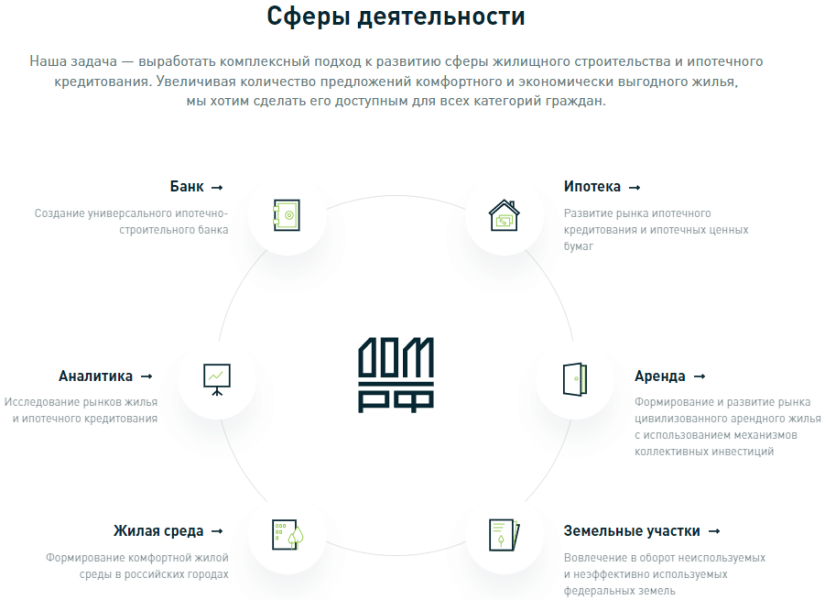 Сферы деятельности
Наша задача — выработать комплексный подход к развитию сферы жилищного строительства и ипотечного
кредитования. Увеличивая количество предложений комфортного и экономически выгодного жилья,
мы хотим сделать его доступным для всех категорий граждан.
Банк →
Создание универсального ипотечно-
строительного банка
Ипотека →
Развитие рынка ипотечного
кредитования и ипотечных ценных
бумаг
ДОМ
РФ
Аналитика →
Исследование рынков жилья
и ипотечного кредитования
Аренда →
Формирование и развитие рынка
цивилизованного арендного жилья
с использованием механизмов
коллективных инвестиций
Жилая среда →
Формирование комфортной жилой
среды в российских городах
Земельные участки →
Вовлечение в оборот неиспользуемых
и неэффективно используемых
федеральных земель